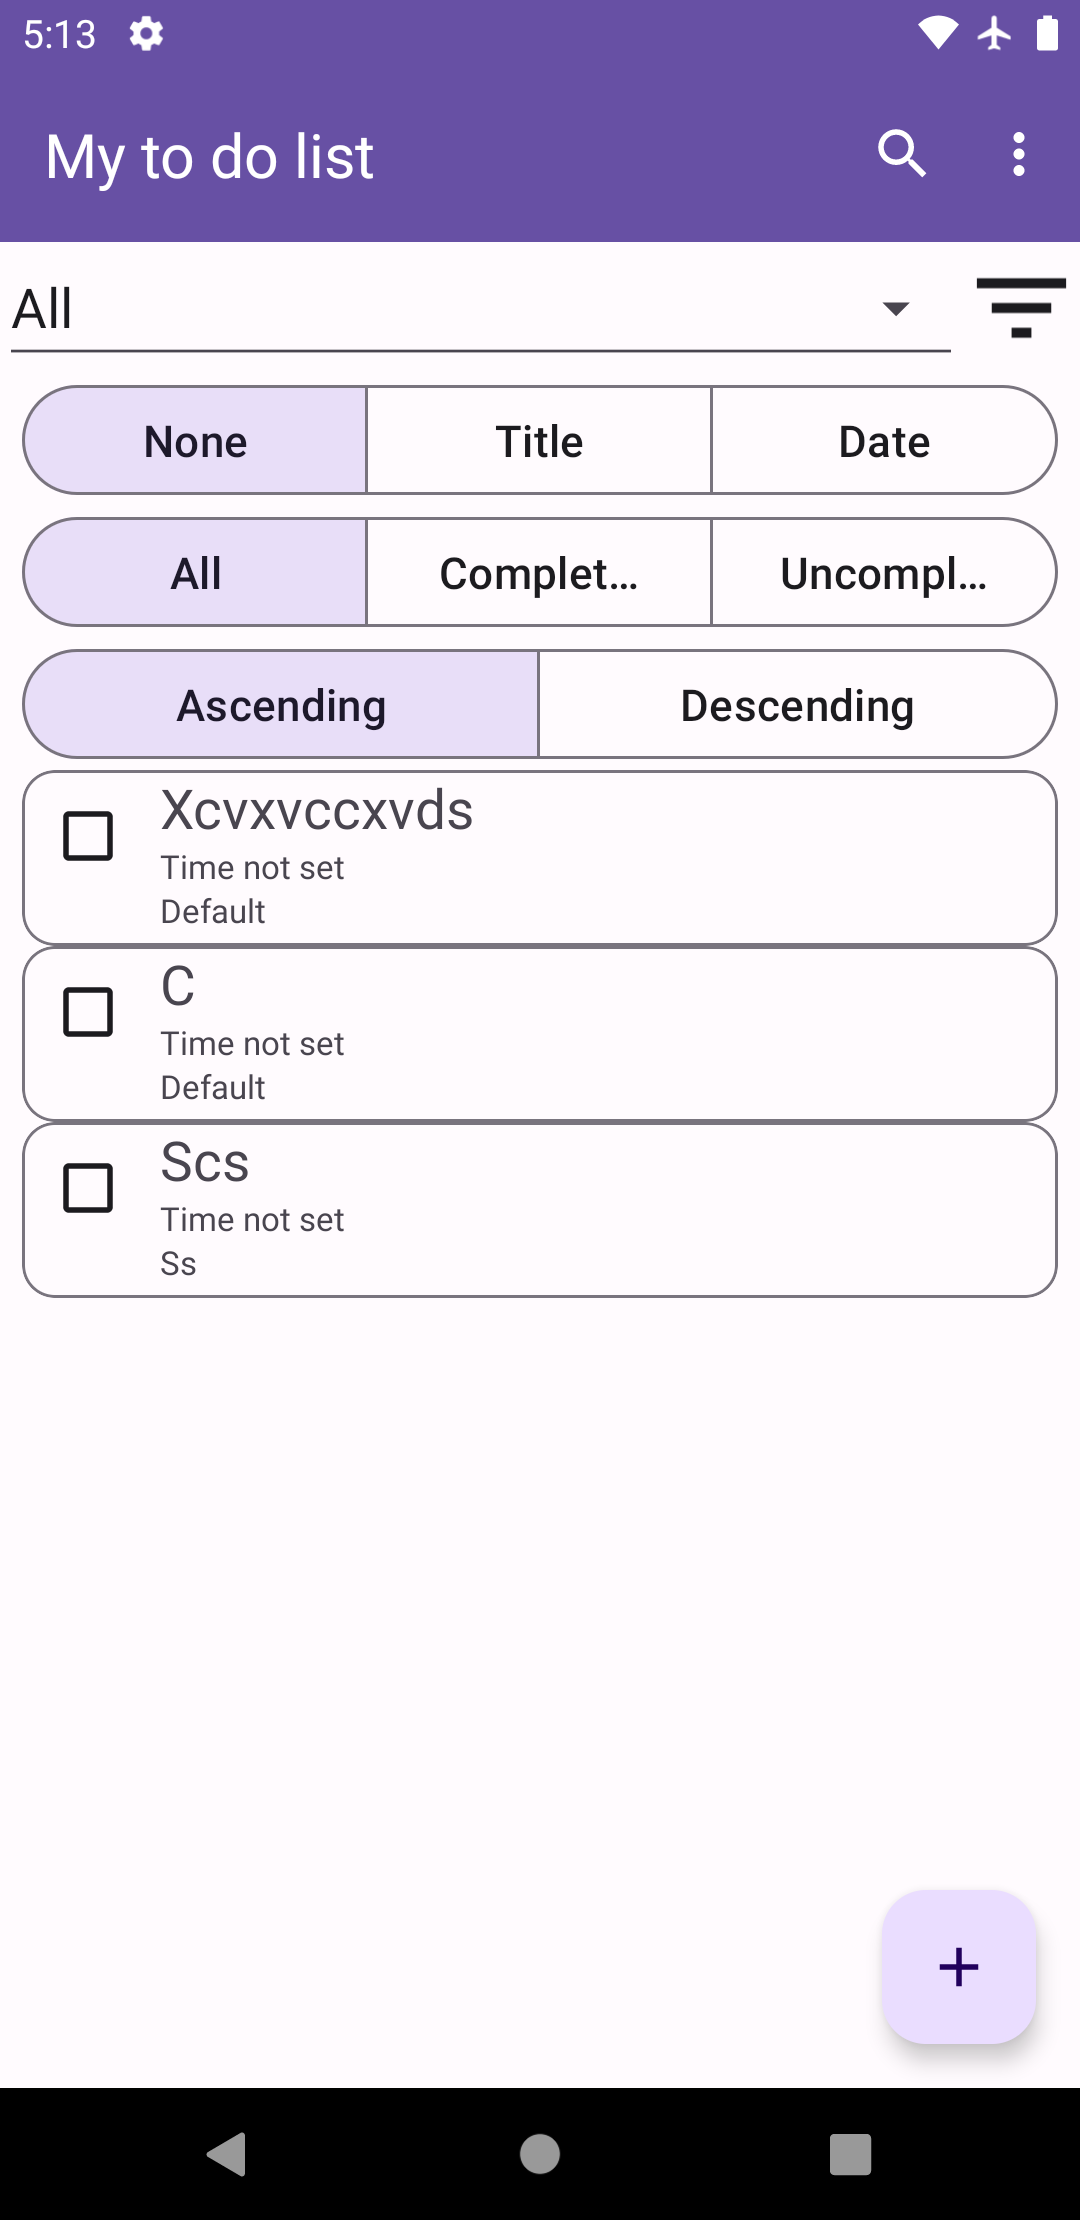 5:13
My to do list
All
None Title Date
All Complet... Uncompl...
Ascending Descending
Xcvxvccxvds
Time not set
Default
C
Time not set
Default
Scs
Time not set
Ss